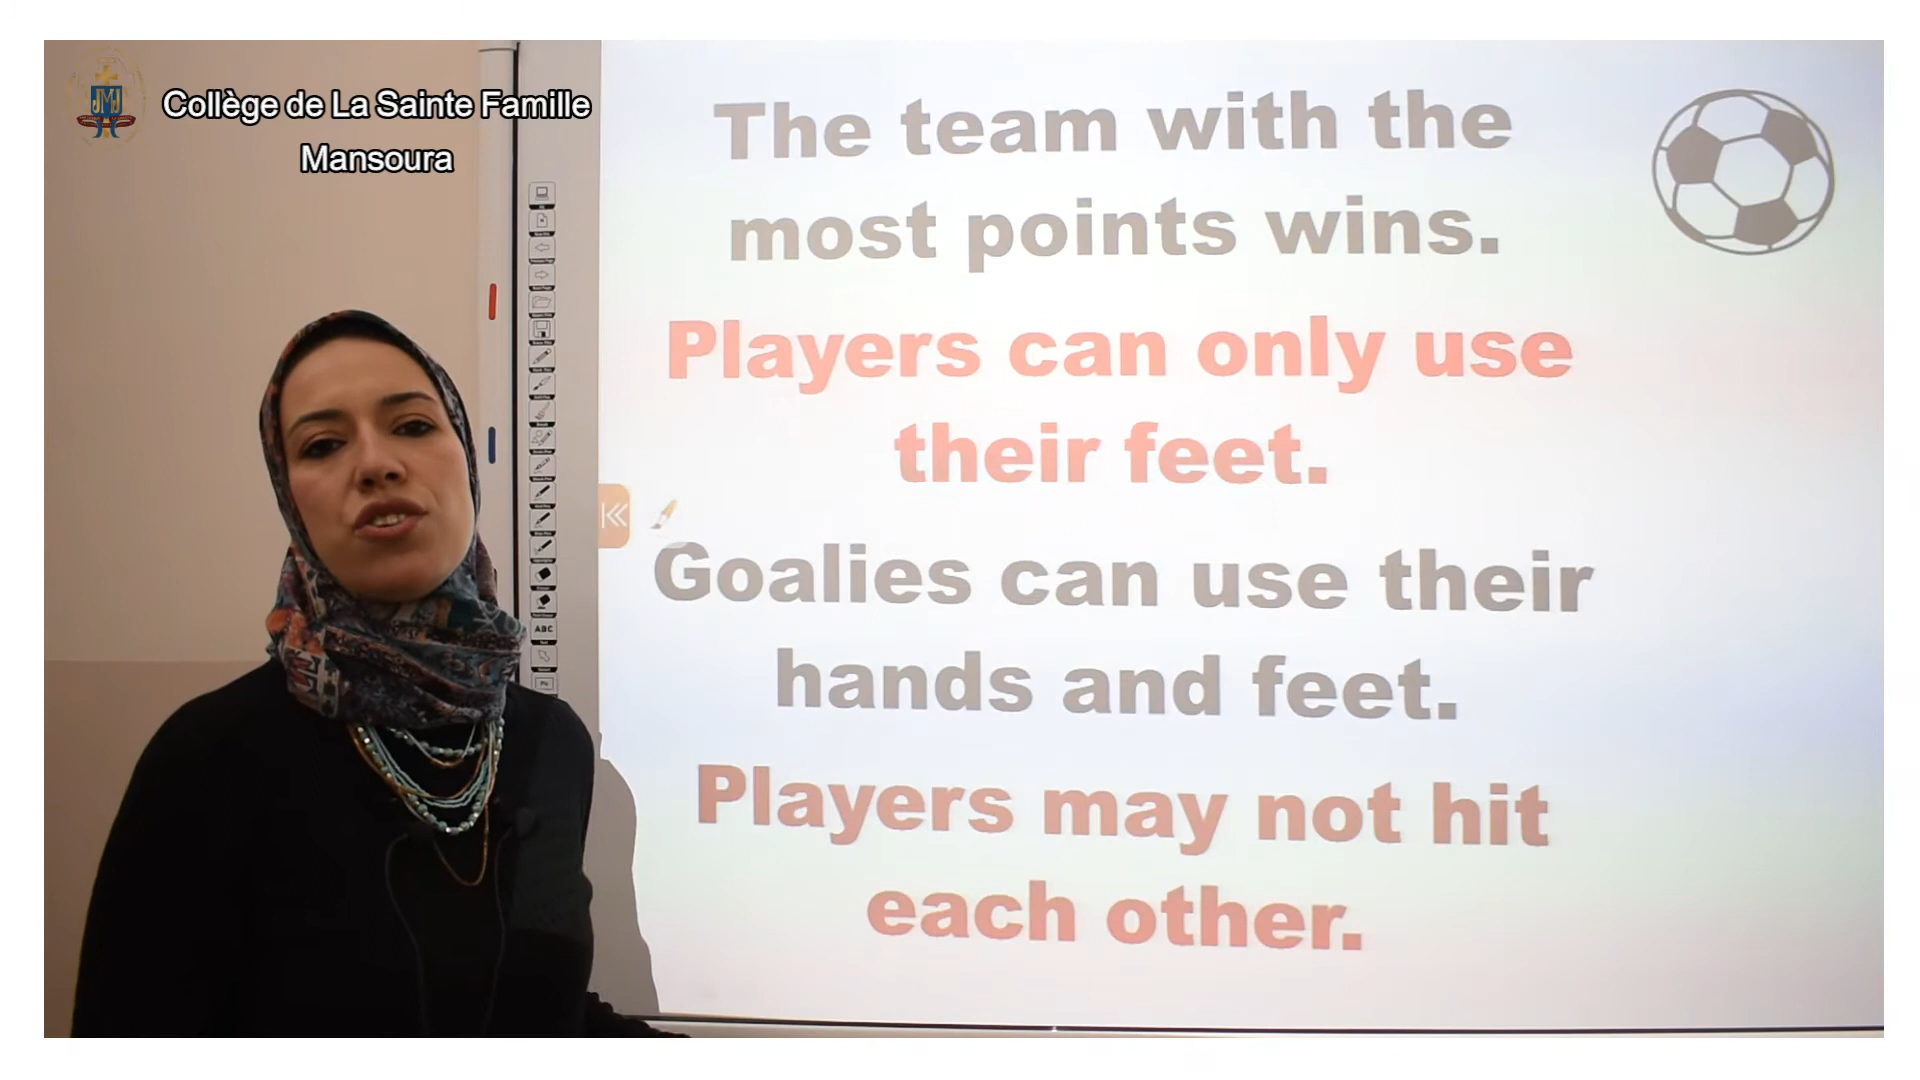 Collège de La Sainte Famille
Mansoura
The team with the
most points wins.
Players can only use
their feet.
Goalies can use their
hands and feet.
Players may not hit
each other.
ABC